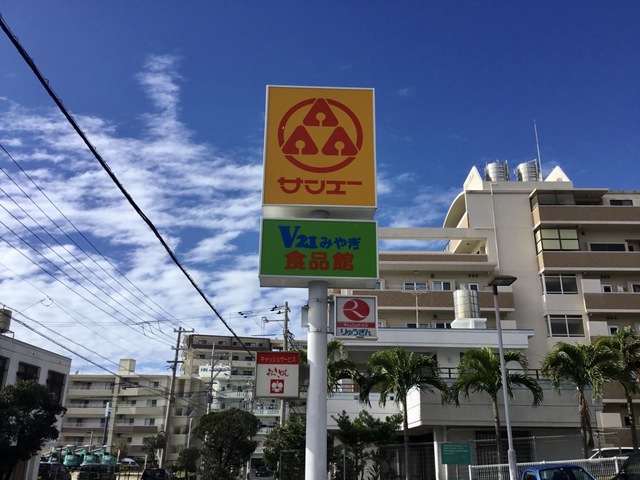 サンエー
V21みやぎ
食品館
りゅうぎん
キャッシュサービス
おきぎん